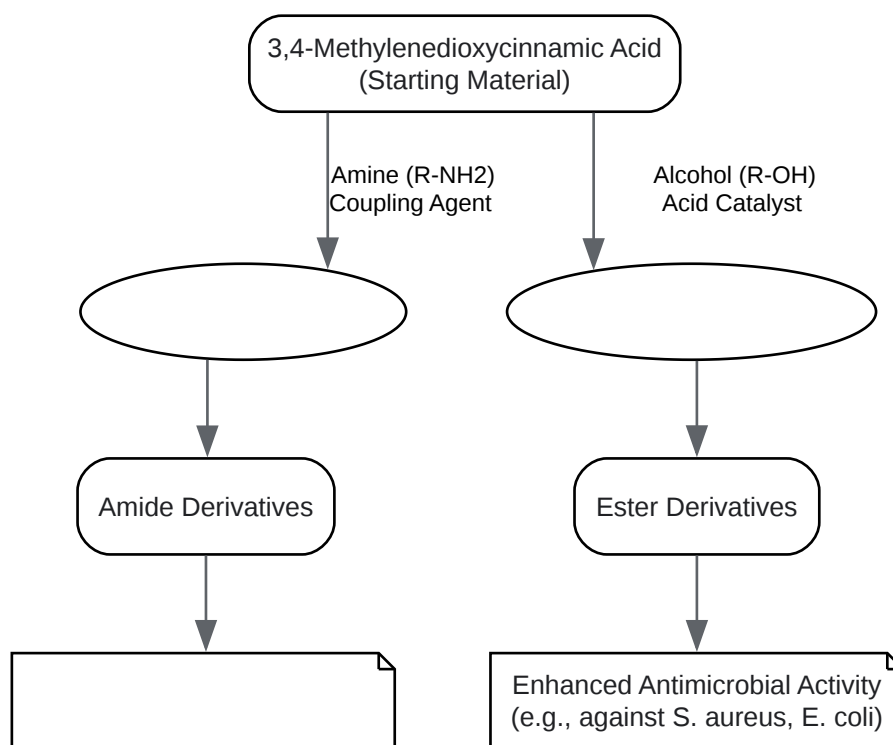 3,4-Methylenedioxycinnamic Acid
(Starting Material)
Amine (R-NH2)
Coupling Agent
Alcohol (R-OH)
Acid Catalyst
Amide Derivatives
Ester Derivatives
Enhanced Antimicrobial Activity
(e.g., against S. aureus, E. coli)